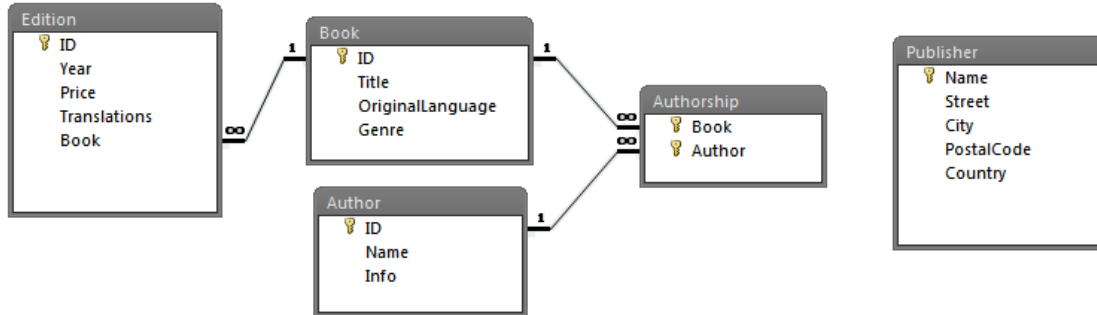 Edition
ID
Year
Price
Translations
Book
∞
1
Book
ID
Title
OriginalLanguage
Genre
1
Author
ID
Name
Info
1
∞
∞
Authorship
Book
Author
Publisher
Name
Street
City
PostalCode
Country